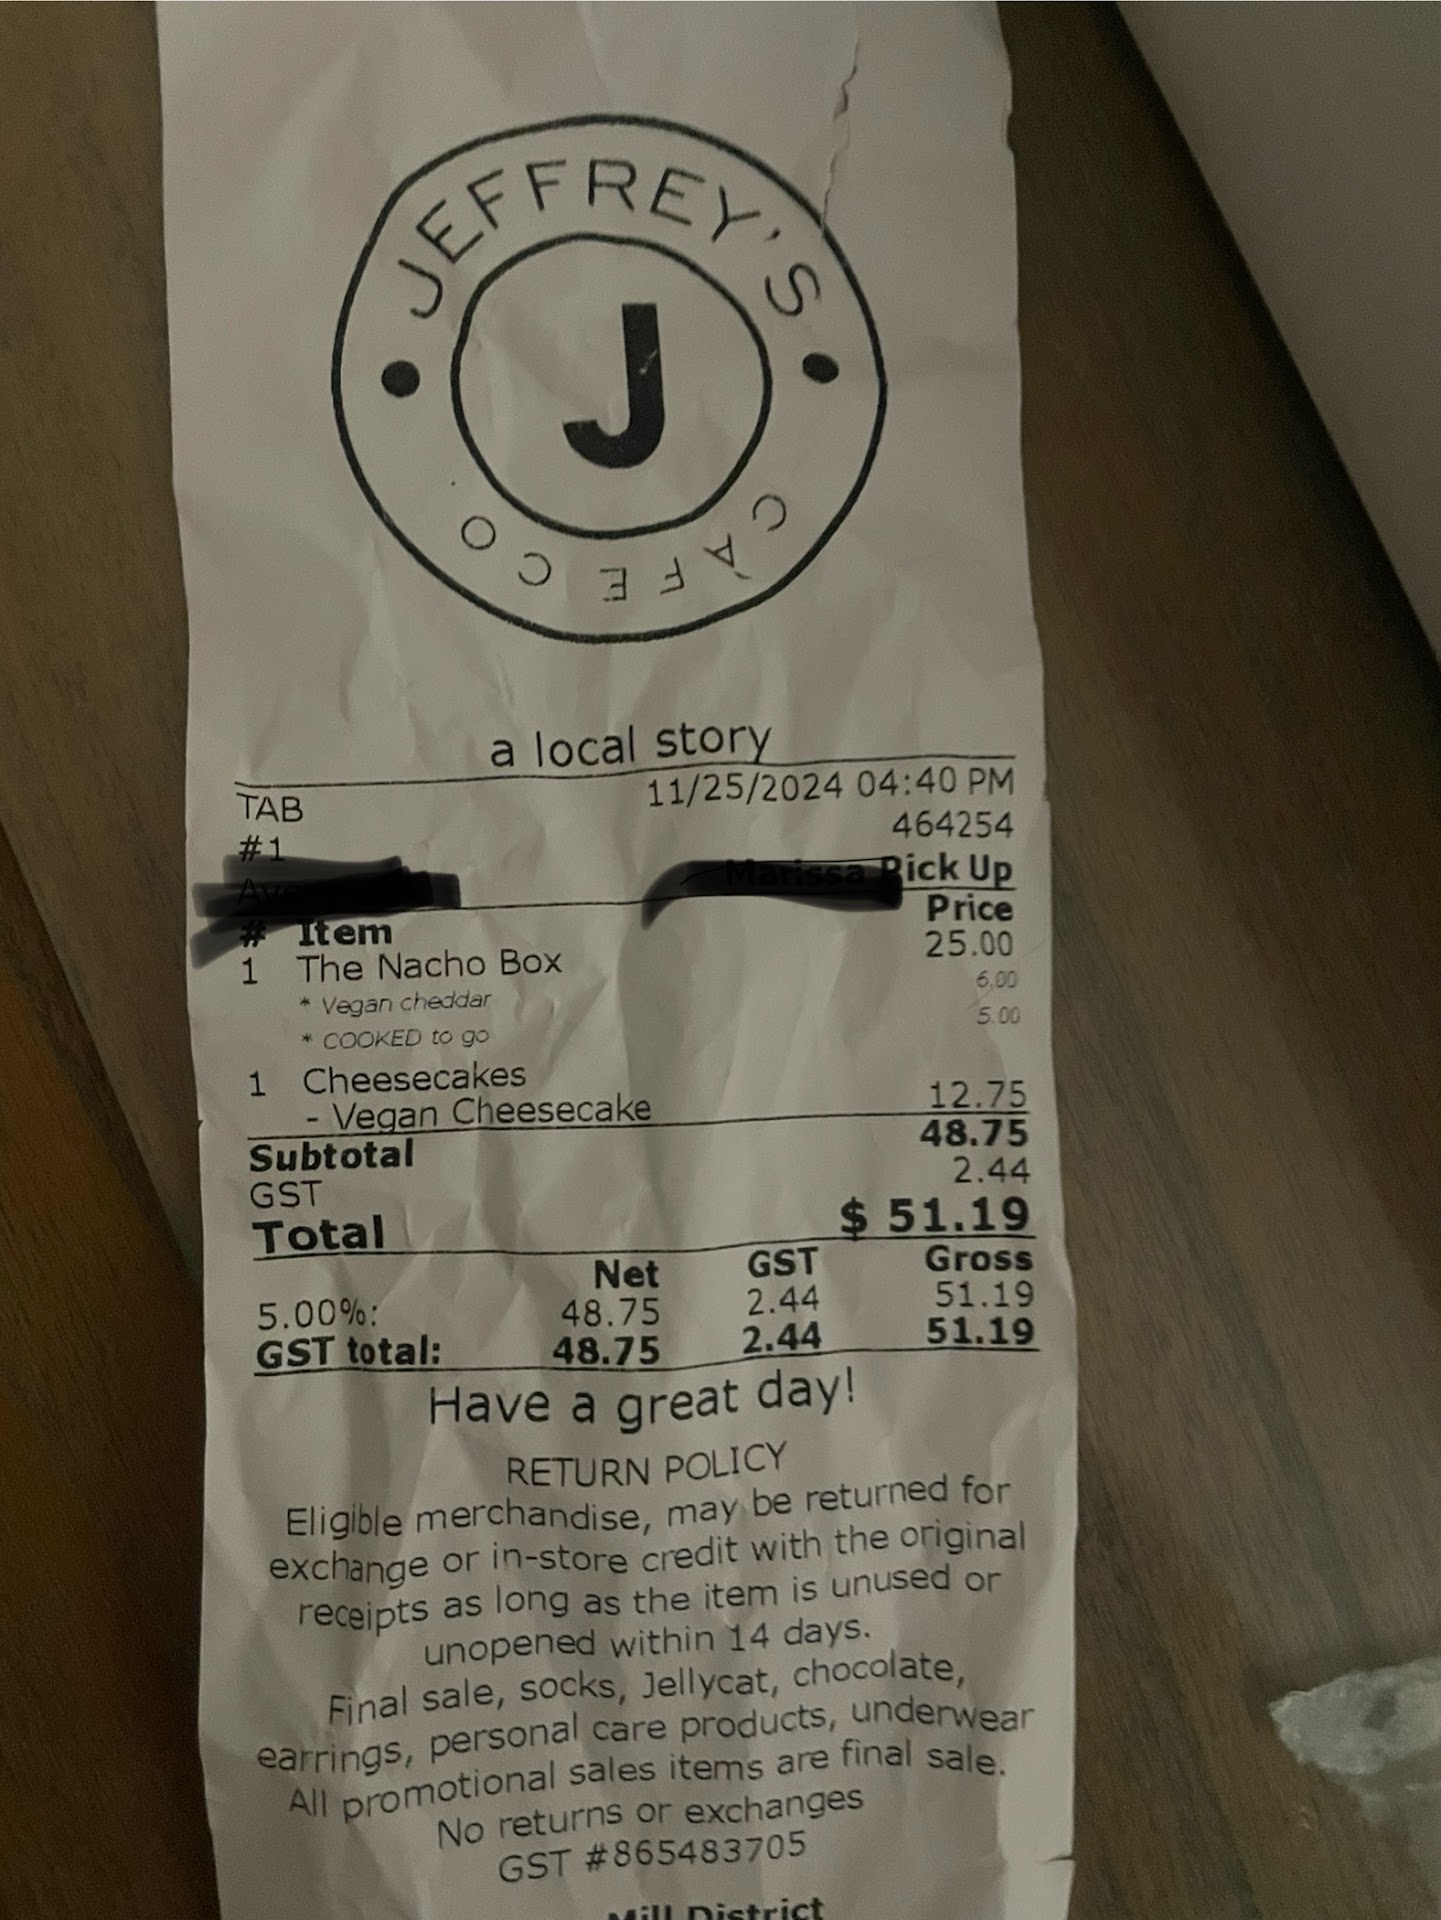 JEFFREY'S
J
CAFE CO
a local story
TAB 11/25/2024 04:40 PM
#1 464254
Pick Up
# Item Price
1 The Nacho Box 25.00
* Vegan cheddar 6.00
* COOKED to go 5.00
1 Cheesecakes
- Vegan Cheesecake 12.75
Subtotal 48.75
GST 2.44
Total $ 51.19
Net GST Gross
5.00%: 48.75 2.44 51.19
GST total: 48.75 2.44 51.19
Have a great day!
RETURN POLICY
Eligible merchandise, may be returned for
exchange or in-store credit with the original
receipts as long as the item is unused or
unopened within 14 days.
Final sale, socks, Jellycat, chocolate,
earrings, personal care products, underwear
All promotional sales items are final sale.
No returns or exchanges
GST #865483705
Mill District